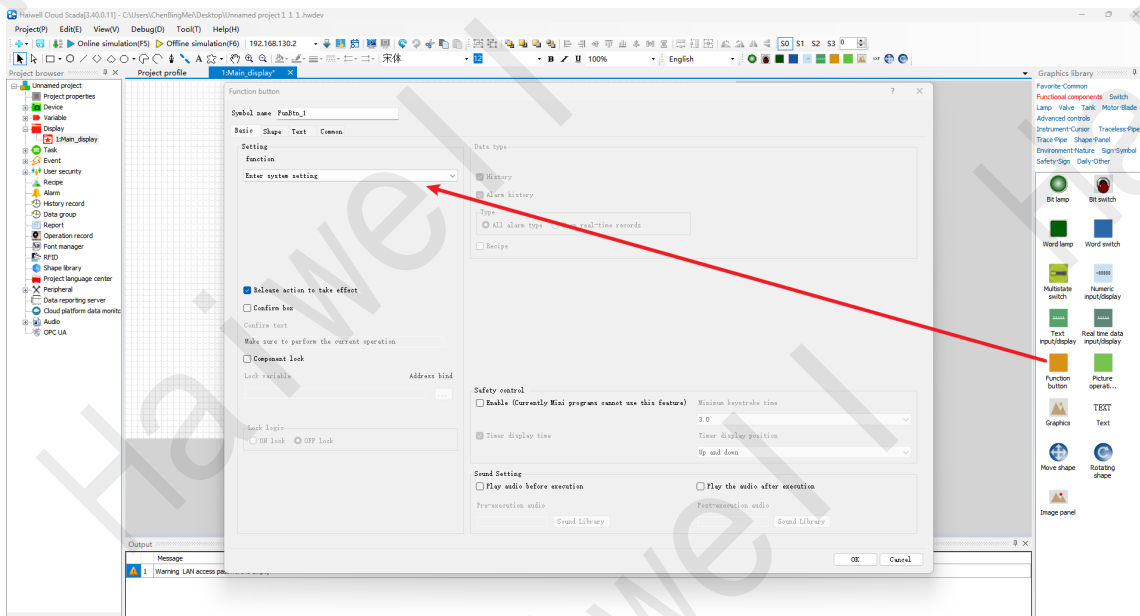 Haiwell Cloud Scada[3.40.0.11] - C:\Users\ChenBingMei\Desktop\Unnamed project 1 1 1.hwdev
Project(P) Edit(E) View(V) Debug(D) Tool(T) Help(H)
Online simulation(F5) Offline simulation(F6) 192.168.130.2 S0 S1 S2 S3 0
宋体 12 B I U 100% English
Project browser Project profile 1:Main_display* Graphics library
Unnamed project
Project properties
Device
Variable
Display
1:Main_display
Task
Event
User security
Recipe
Alarm
History record
Data group
Report
Operation record
Font manager
RFID
Shape library
Project language center
Peripheral
Data reporting server
Cloud platform data monitc
Audio
OPC UA
Function button
Symbol name FunBtn_1
Basic Shape Text Common
Setting
function
Enter system setting
Release action to take effect
Confirm box
Confirm text
Make sure to perform the current operation
Component lock
Lock variable Address bind
...
Lock logic
ON lock OFF lock
Data type
History
Alarm history
Type
All alarm type real-time records
Recipe
Safety control
Enable (Currently Mini programs cannot use this feature) Minimum keystroke time
3.0
Timer display time Timer display position
Up and down
Sound Setting
Play audio before execution Play the audio after execution
Pre-execution audio Post-execution audio
Sound Library Sound Library
OK Cancel
Favorite Common
Functional components Switch
Lamp Valve Tank Motor Blade
Advanced controls
Instrument Cursor Traceless Pipe
Trace Pipe Shape Panel
Environment Nature Sign Symbol
Safety Sign Daily Other
Bit lamp Bit switch
Word lamp Word switch
Multistate switch Numeric input/display
Text input/display Real time data input/display
Function button Picture operati...
TEXT
Graphics Text
Move shape Rotating shape
Image panel
Output
Message
1 Warning LAN access pas
Haiwell